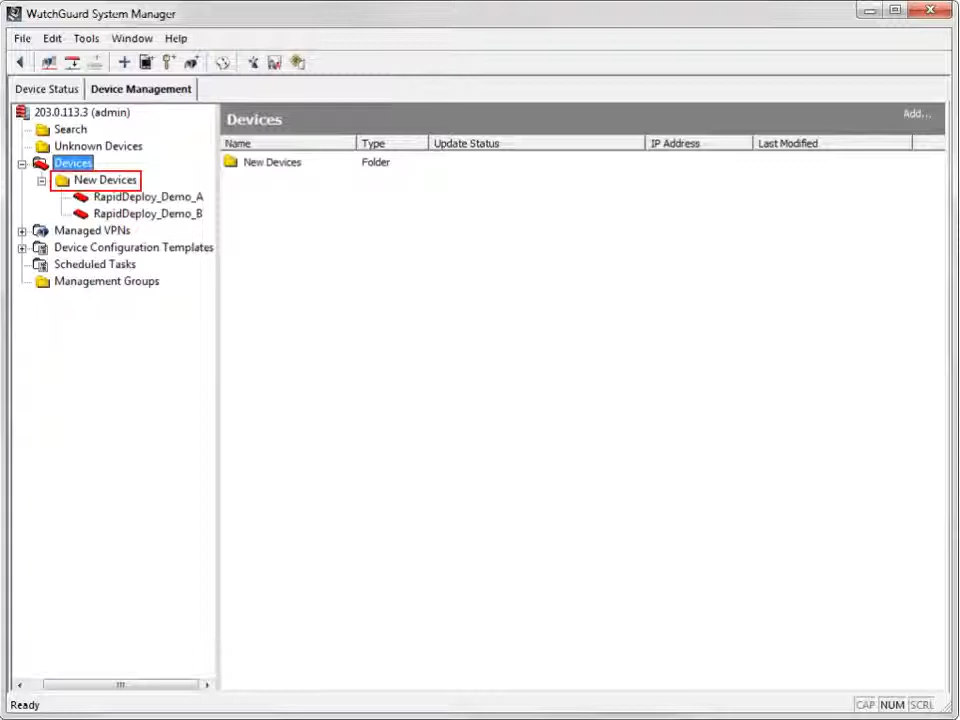 WatchGuard System Manager
File Edit Tools Window Help
Device Status Device Management
203.0.113.3 (admin)
Search
Unknown Devices
Devices
New Devices
RapidDeploy_Demo_A
RapidDeploy_Demo_B
Managed VPNs
Device Configuration Templates
Scheduled Tasks
Management Groups
Devices Add...
Name Type Update Status IP Address Last Modified
New Devices Folder
Ready CAP NUM SCRL